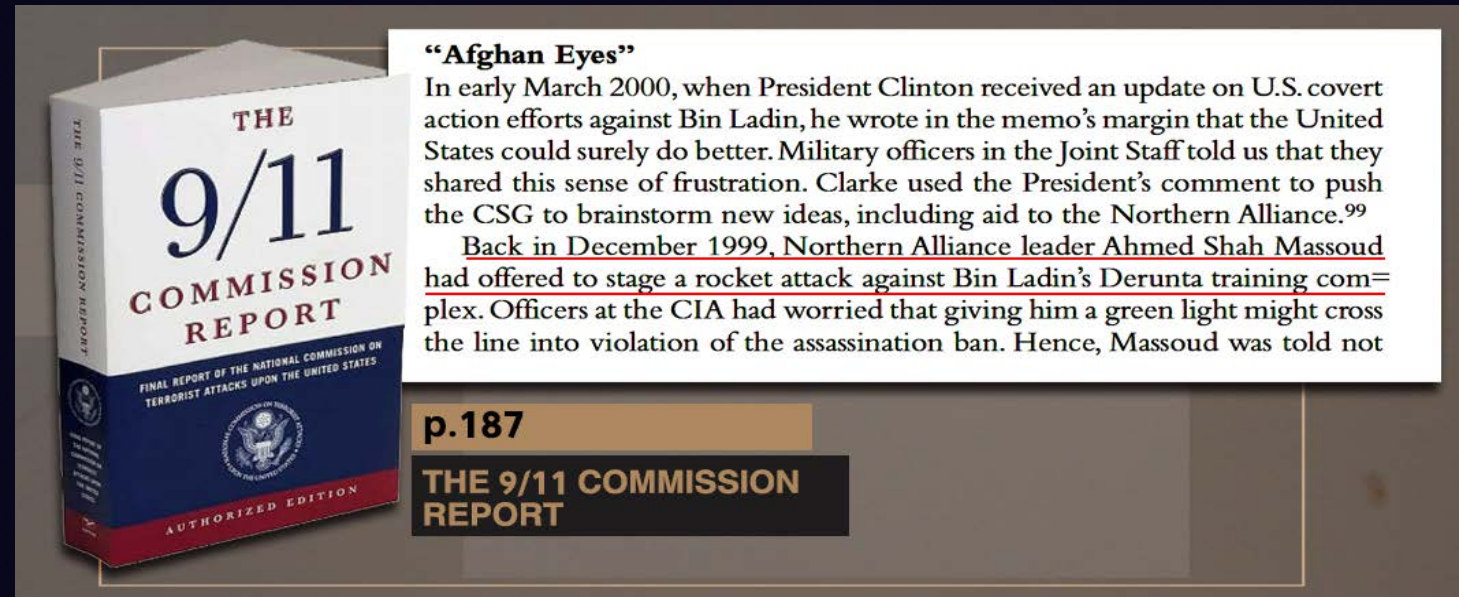 THE
9/11
COMMISSION
REPORT
FINAL REPORT OF THE NATIONAL COMMISSION ON
TERRORIST ATTACKS UPON THE UNITED STATES
AUTHORIZED EDITION
THE 9/11 COMMISSION REPORT
“Afghan Eyes”
In early March 2000, when President Clinton received an update on U.S. covert
action efforts against Bin Ladin, he wrote in the memo’s margin that the United
States could surely do better. Military officers in the Joint Staff told us that they
shared this sense of frustration. Clarke used the President’s comment to push
the CSG to brainstorm new ideas, including aid to the Northern Alliance.99
Back in December 1999, Northern Alliance leader Ahmed Shah Massoud
had offered to stage a rocket attack against Bin Ladin’s Derunta training com=
plex. Officers at the CIA had worried that giving him a green light might cross
the line into violation of the assassination ban. Hence, Massoud was told not
p.187
THE 9/11 COMMISSION
REPORT